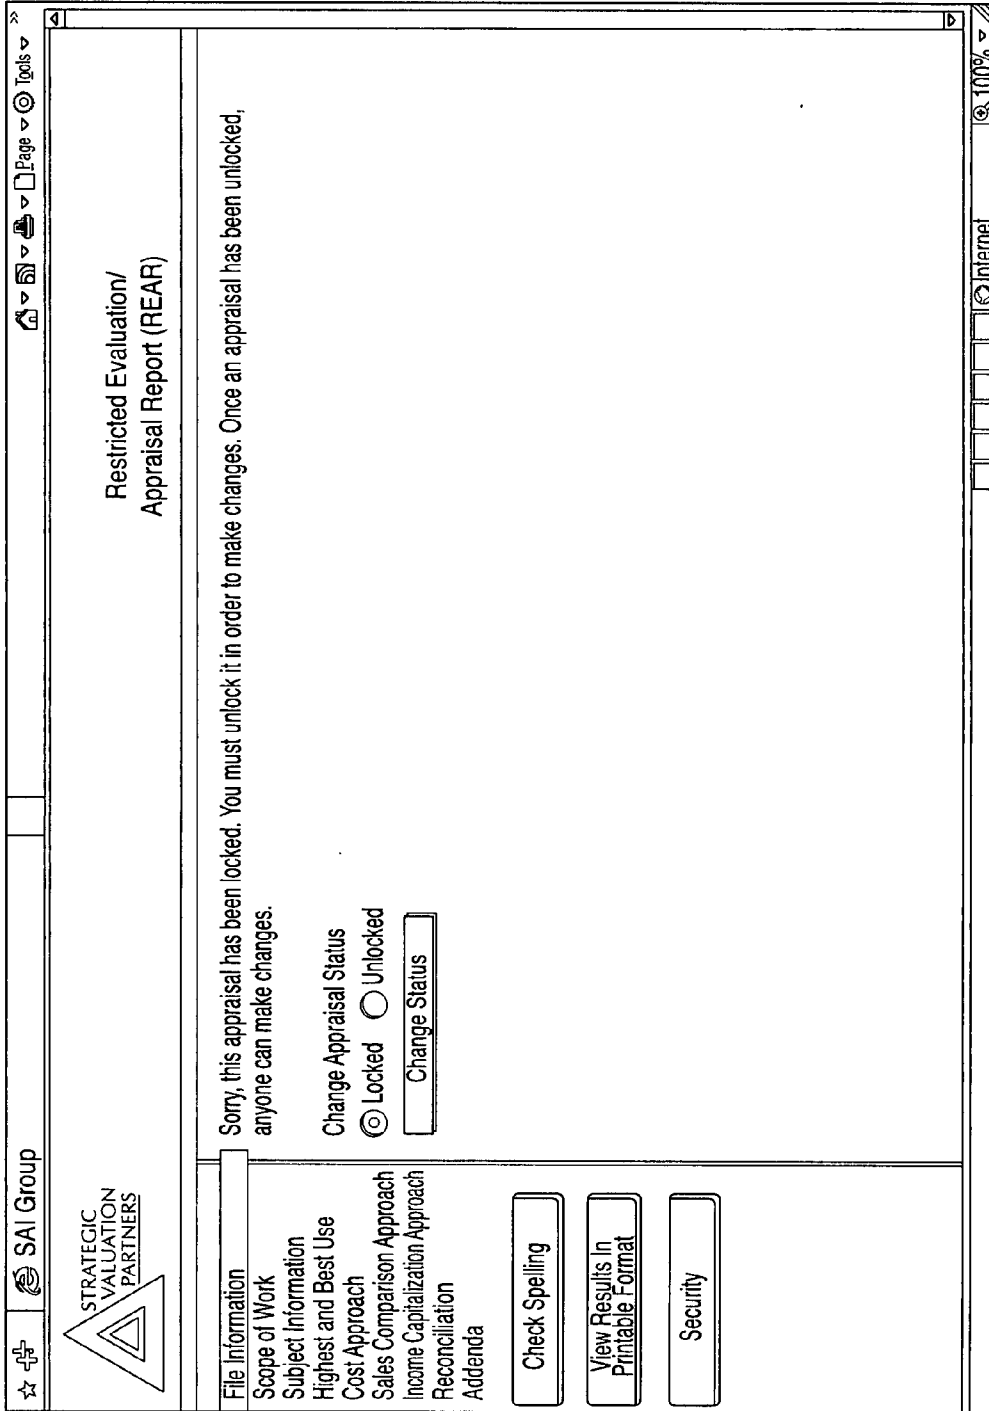 SAI Group
Page
Tools
STRATEGIC
VALUATION
PARTNERS
Restricted Evaluation/
Appraisal Report (REAR)
File Information
Scope of Work
Subject Information
Highest and Best Use
Cost Approach
Sales Comparison Approach
Income Capitalization Approach
Reconciliation
Addenda
Check Spelling
View Results In
Printable Format
Security
Sorry, this appraisal has been locked. You must unlock it in order to make changes. Once an appraisal has been unlocked,
anyone can make changes.
Change Appraisal Status
Locked Unlocked
Change Status
Internet
100%